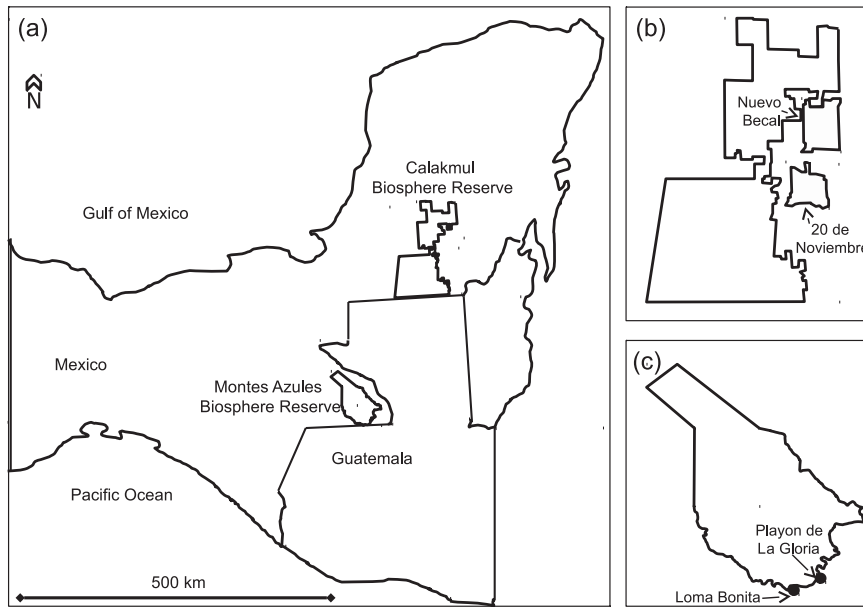 (a)
N
Gulf of Mexico
Calakmul
Biosphere Reserve
Mexico
Montes Azules
Biosphere Reserve
Guatemala
Pacific Ocean
500 km
(b)
Nuevo
Becal
20 de
Noviembre
(c)
Playon de
La Gloria
Loma Bonita